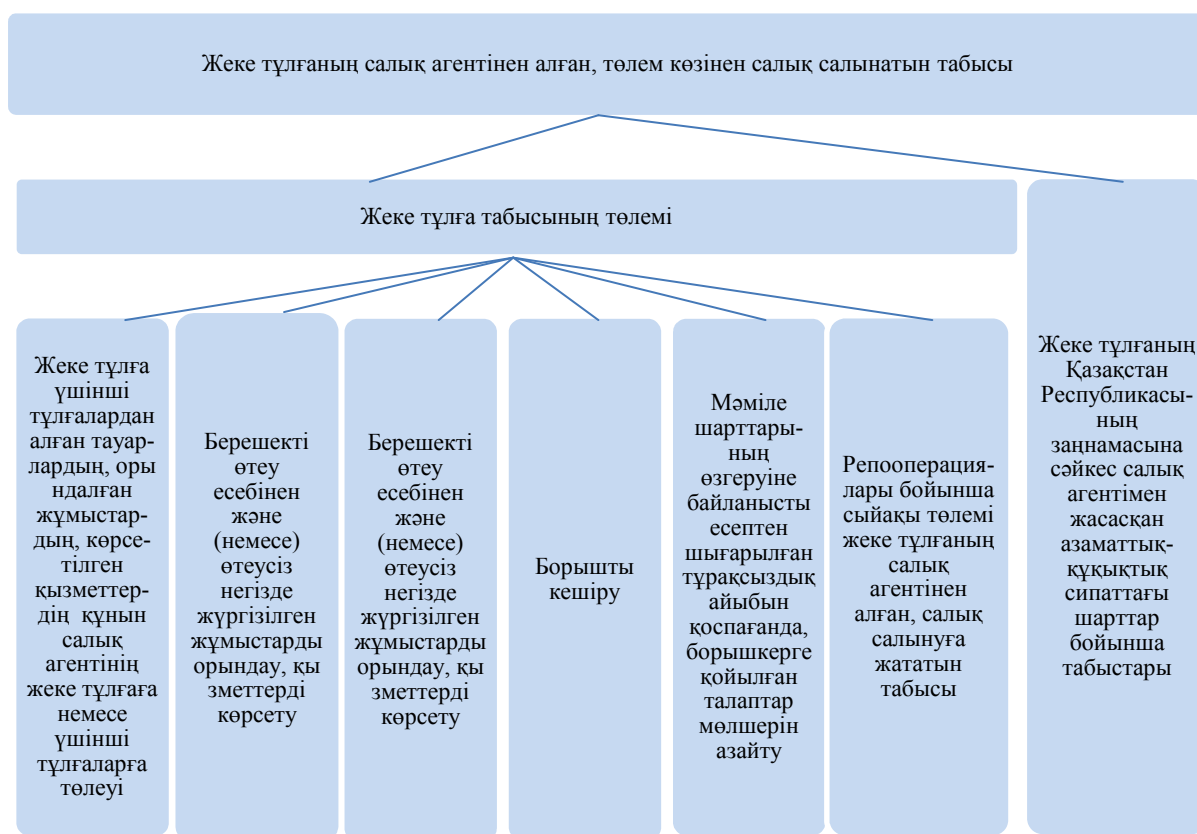 Жеке тұлғаның салық агентінен алған, төлем көзінен салық салынатын табысы
Жеке тұлға табысының төлемі
Жеке тұлға
үшінші
тұлғалардан
алған тауар-
лардың, оры
ндалған
жұмыстар-
дың, көрсе-
тілген
қызметтер-
дің құнын
салық
агентінің
жеке тұлғаға
немесе
үшінші
тұлғаларға
төлеуі
Берешекті
өтеу
есебінен
және
(немесе)
өтеусіз
негізде
жүргізілген
жұмыстарды
орындау, қы
зметтерді
көрсету
Берешекті
өтеу
есебінен
және
(немесе)
өтеусіз
негізде
жүргізілген
жұмыстарды
орындау, қы
зметтерді
көрсету
Борышты
кешіру
Мәміле
шарттары-
ның
өзгеруіне
байланысты
есептен
шығарылған
тұрақсыздық
айыбын
қоспағанда,
борышкерге
қойылған
талаптар
мөлшерін
азайту
Репооперация-
лары бойынша
сыйақы төлемі
жеке тұлғаның
салық
агентінен
алған, салық
салынуға
жататын
табысы
Жеке тұлғаның
Қазақстан
Республикасы-
ның
заңнамасына
сәйкес салық
агентімен
жасасқан
азаматтық-
құқықтық
сипаттағы
шарттар
бойынша
табыстары